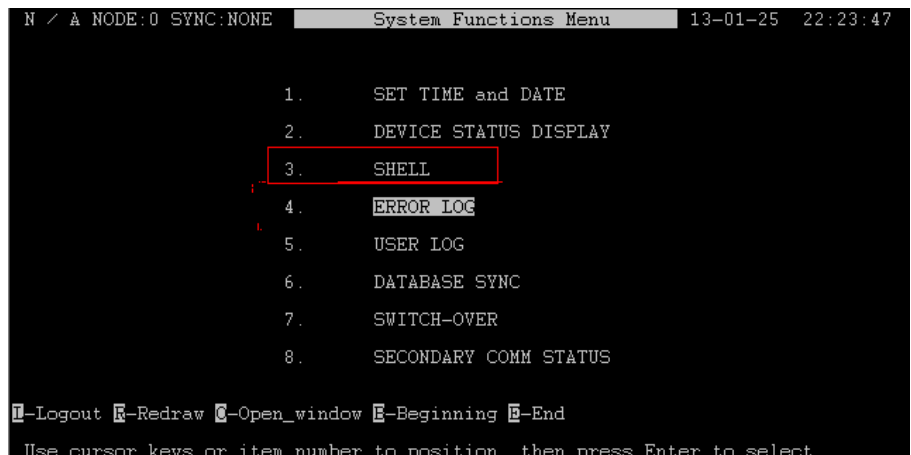 N / A NODE:0 SYNC:NONE System Functions Menu 13-01-25 22:23:47
1. SET TIME and DATE
2. DEVICE STATUS DISPLAY
3. SHELL
4. ERROR LOG
5. USER LOG
6. DATABASE SYNC
7. SWITCH-OVER
8. SECONDARY COMM STATUS
L-Logout R-Redraw O-Open_window B-Beginning E-End
Use cursor keys or item number to position, then press Enter to select